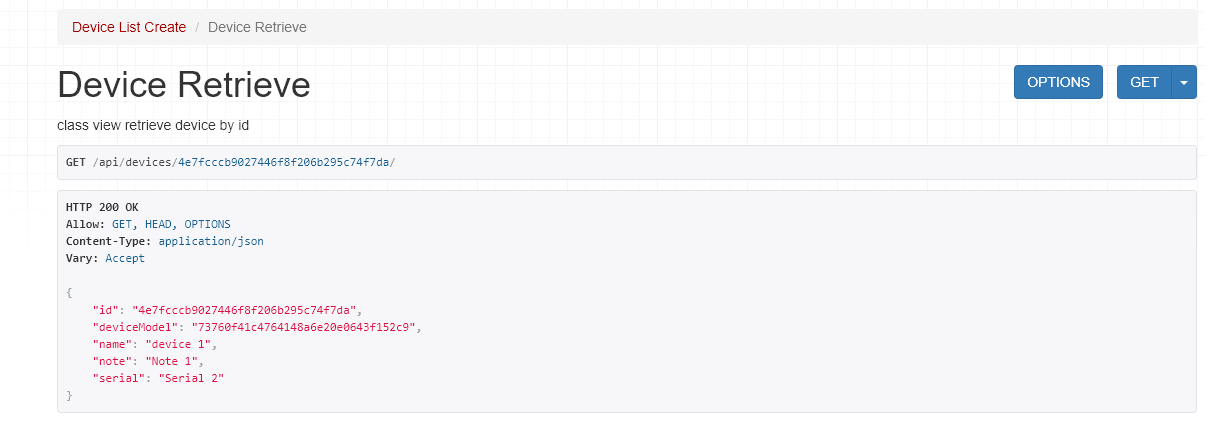 Device List Create / Device Retrieve
Device Retrieve
OPTIONS
GET
class view retrieve device by id
GET /api/devices/4e7fcccb9027446f8f206b295c74f7da/
HTTP 200 OK
Allow: GET, HEAD, OPTIONS
Content-Type: application/json
Vary: Accept
{
    "id": "4e7fcccb9027446f8f206b295c74f7da",
    "deviceModel": "73760f41c4764148a6e20e0643f152c9",
    "name": "device 1",
    "note": "Note 1",
    "serial": "Serial 2"
}